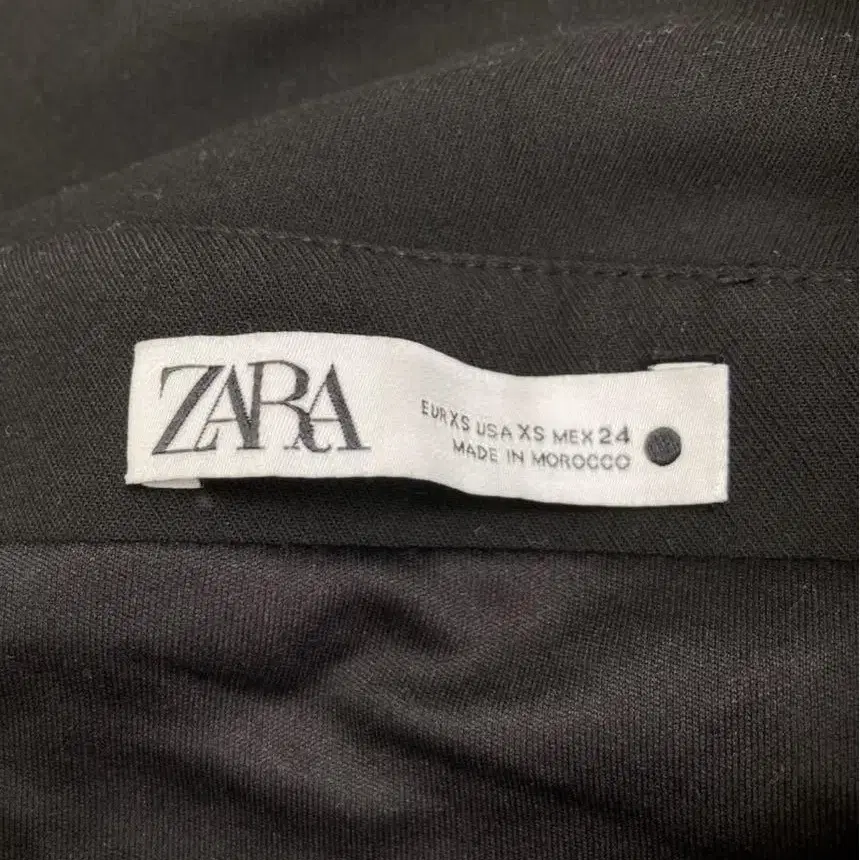 ZARA
EUR XS USA XS MEX 24
MADE IN MOROCCO